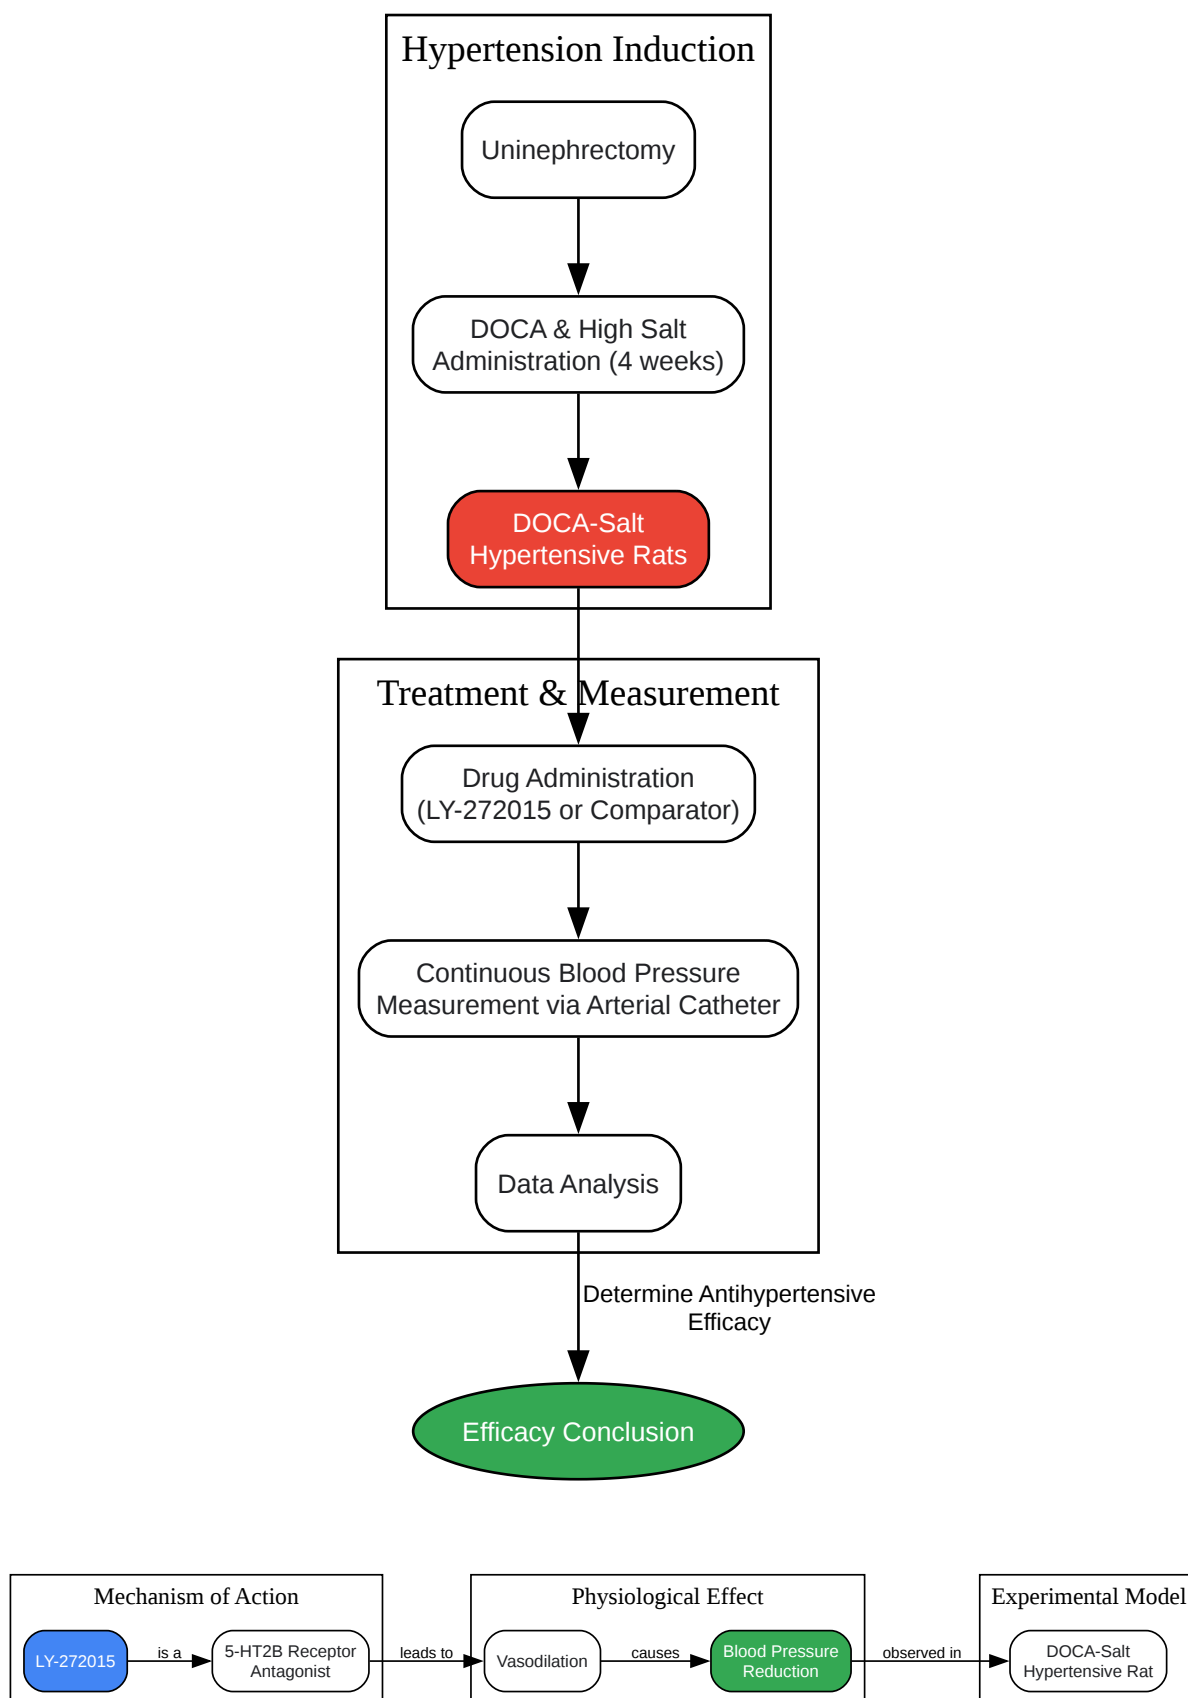 Hypertension Induction
Uninephrectomy
DOCA & High Salt
Administration (4 weeks)
DOCA-Salt
Hypertensive Rats
Treatment & Measurement
Drug Administration
(LY-272015 or Comparator)
Continuous Blood Pressure
Measurement via Arterial Catheter
Data Analysis
Determine Antihypertensive
Efficacy
Efficacy Conclusion
Mechanism of Action
LY-272015
is a
5-HT2B Receptor
Antagonist
leads to
Physiological Effect
Vasodilation
causes
Blood Pressure
Reduction
observed in
Experimental Model
DOCA-Salt
Hypertensive Rat